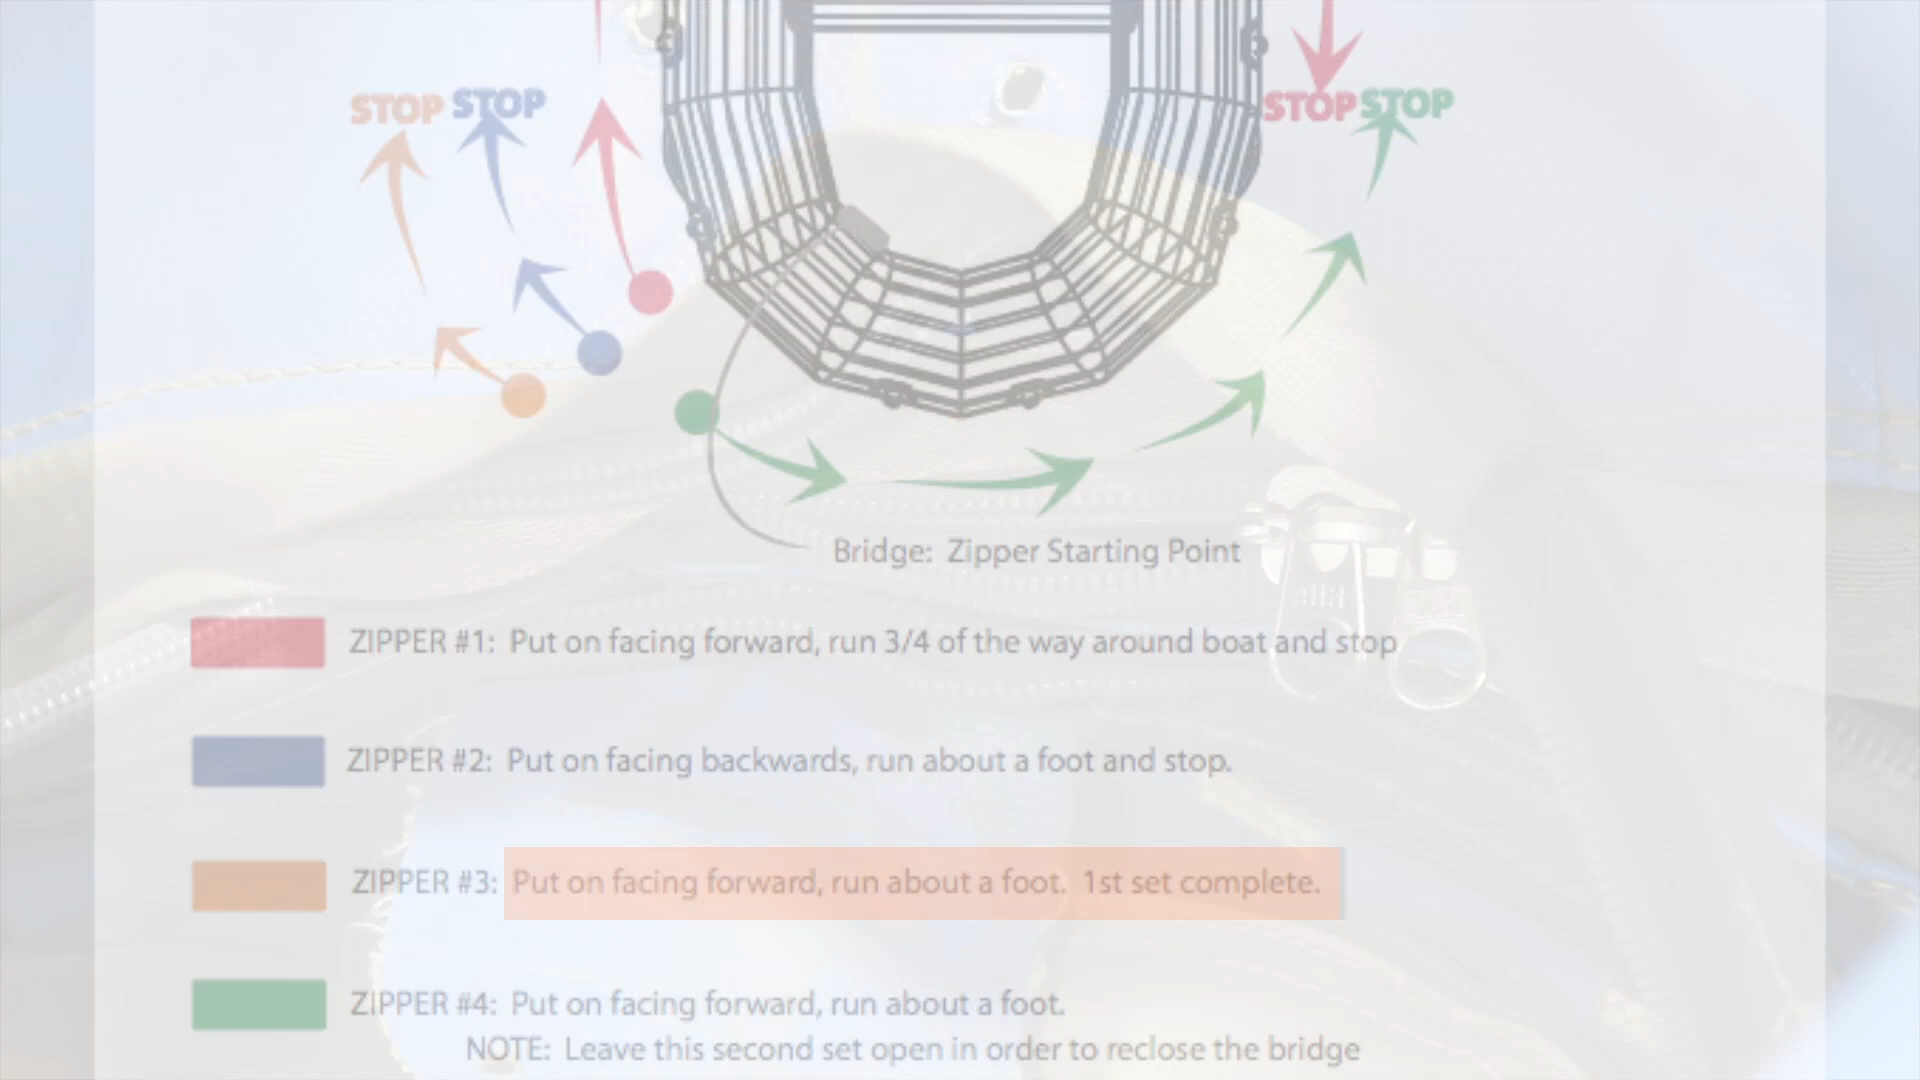 STOP STOP STOP STOP
Bridge: Zipper Starting Point
ZIPPER #1: Put on facing forward, run 3/4 of the way around boat and stop
ZIPPER #2: Put on facing backwards, run about a foot and stop.
ZIPPER #3: Put on facing forward, run about a foot. 1st set complete.
ZIPPER #4: Put on facing forward, run about a foot.
NOTE: Leave this second set open in order to reclose the bridge